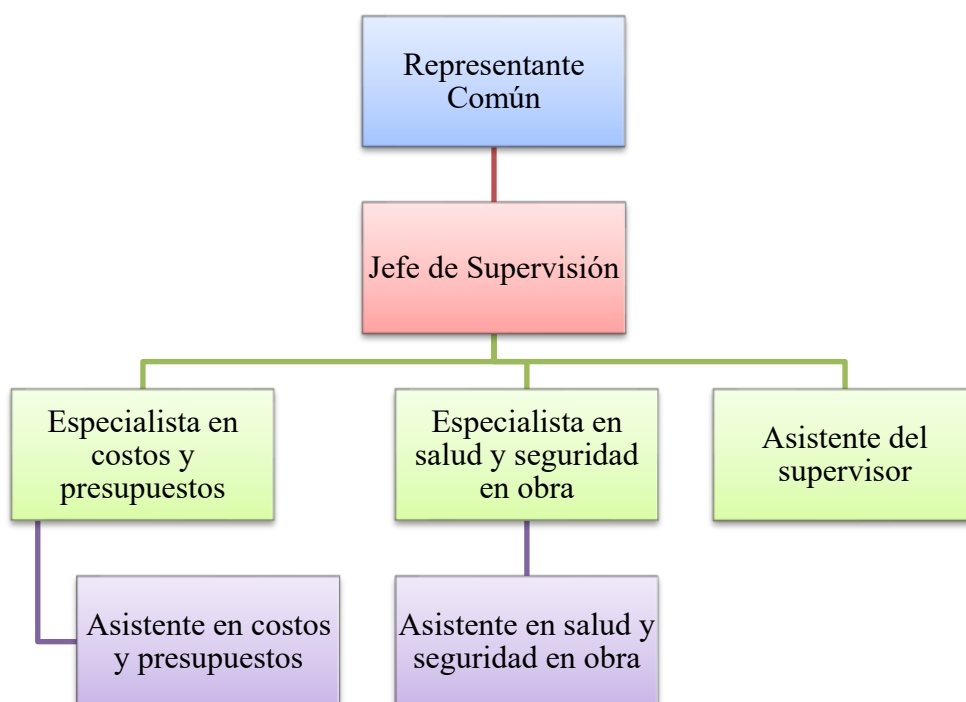 Representante
Común
Jefe de Supervisión
Especialista en
costos y
presupuestos
Especialista en
salud y seguridad
en obra
Asistente del
supervisor
Asistente en costos
y presupuestos
Asistente en salud y
seguridad en obra